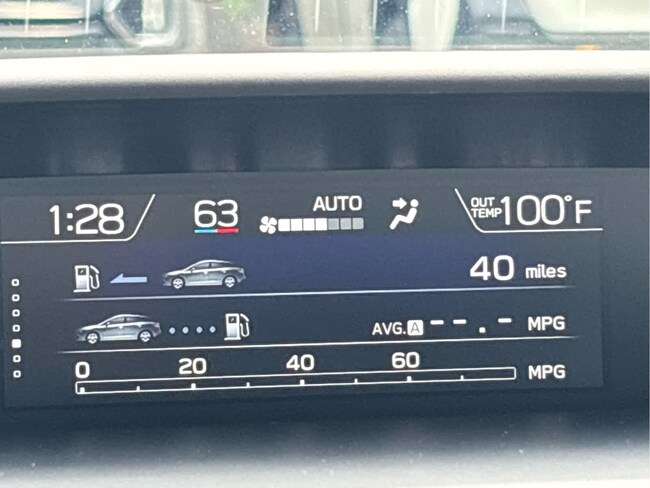 1:28 63 AUTO OUT TEMP 100°F
40 miles
AVG. A --.- MPG
0 20 40 60 MPG